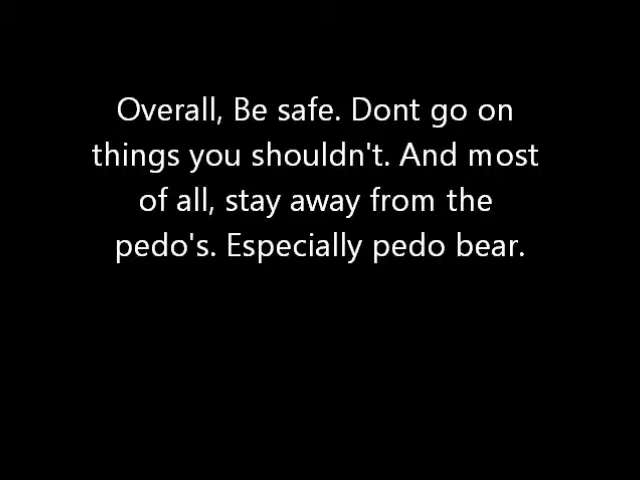 Overall, Be safe. Dont go on
things you shouldn't. And most
of all, stay away from the
pedo's. Especially pedo bear.